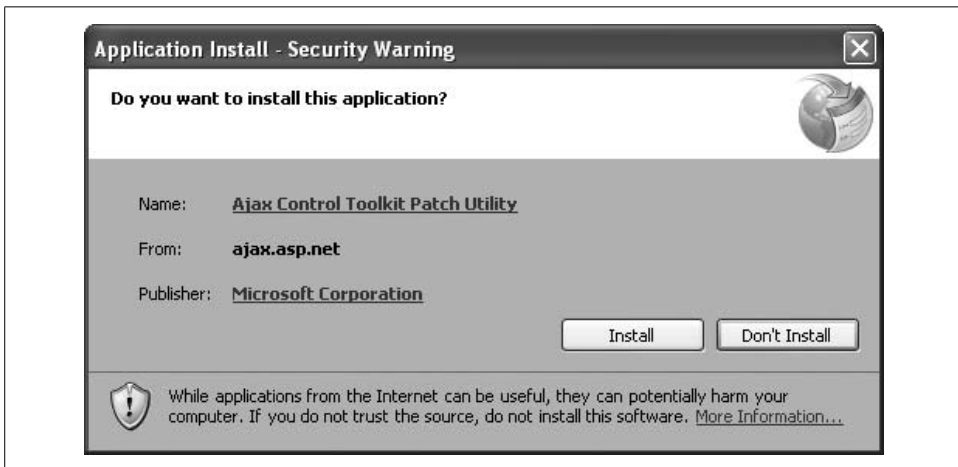 Application Install - Security Warning
Do you want to install this application?
Name: Ajax Control Toolkit Patch Utility
From: ajax.asp.net
Publisher: Microsoft Corporation
Install Don't Install
While applications from the Internet can be useful, they can potentially harm your
computer. If you do not trust the source, do not install this software. More Information...